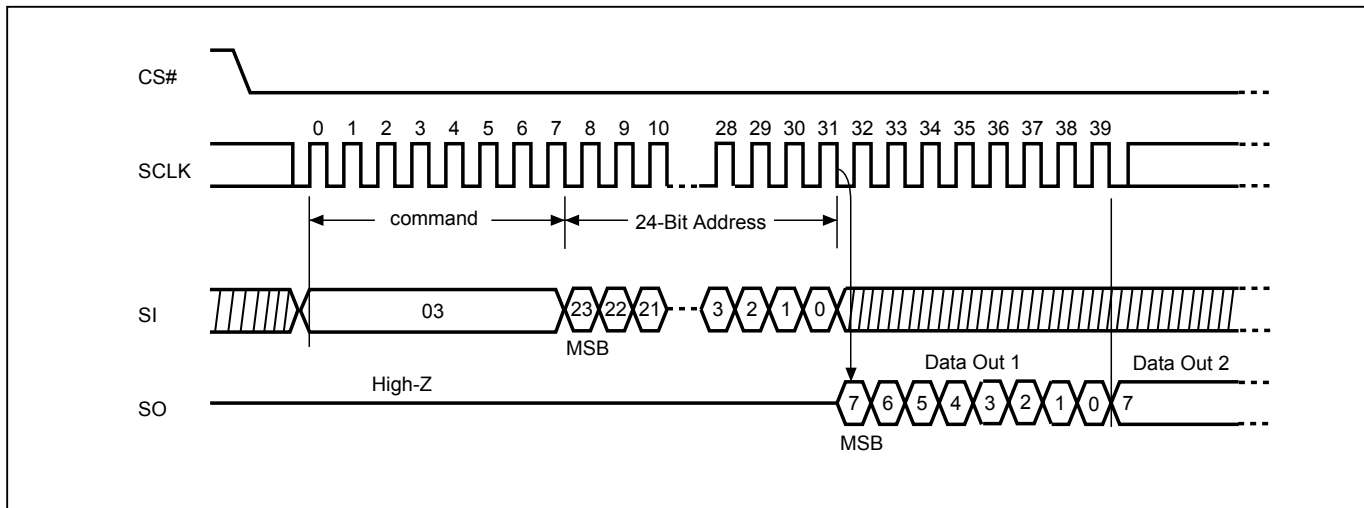 CS#
0 1 2 3 4 5 6 7 8 9 10 28 29 30 31 32 33 34 35 36 37 38 39
SCLK
command 24-Bit Address
SI 03 23 22 21 3 2 1 0
MSB
Data Out 1 Data Out 2
High-Z
SO 7 6 5 4 3 2 1 0 7
MSB